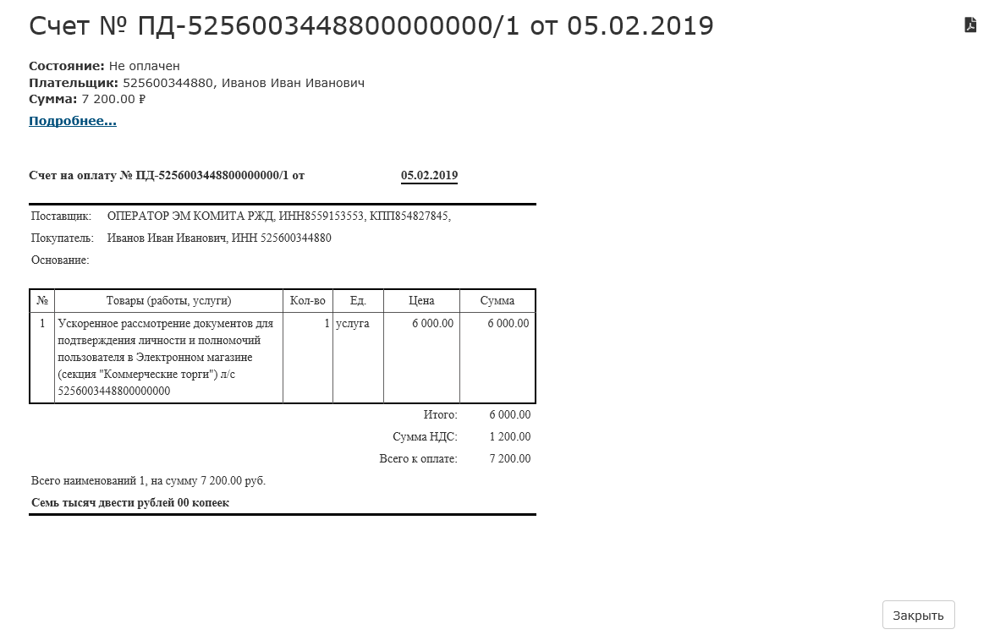 Счет № ПД-5256003448800000000/1 от 05.02.2019
Состояние: Не оплачен
Плательщик: 525600344880, Иванов Иван Иванович
Сумма: 7 200.00 ₽
Подробнее...
Счет на оплату № ПД-5256003448800000000/1 от 05.02.2019
Поставщик: ОПЕРАТОР ЭМ КОМИТА РЖД, ИНН8559153553, КПП854827845,
Покупатель: Иванов Иван Иванович, ИНН 525600344880
Основание:
№ Товары (работы, услуги) Кол-во Ед. Цена Сумма
1 Ускоренное рассмотрение документов для 1 услуга 6 000.00 6 000.00
подтверждения личности и полномочий
пользователя в Электронном магазине
(секция "Коммерческие торги") л/с
5256003448800000000
Итого: 6 000.00
Сумма НДС: 1 200.00
Всего к оплате: 7 200.00
Всего наименований 1, на сумму 7 200.00 руб.
Семь тысяч двести рублей 00 копеек
Закрыть